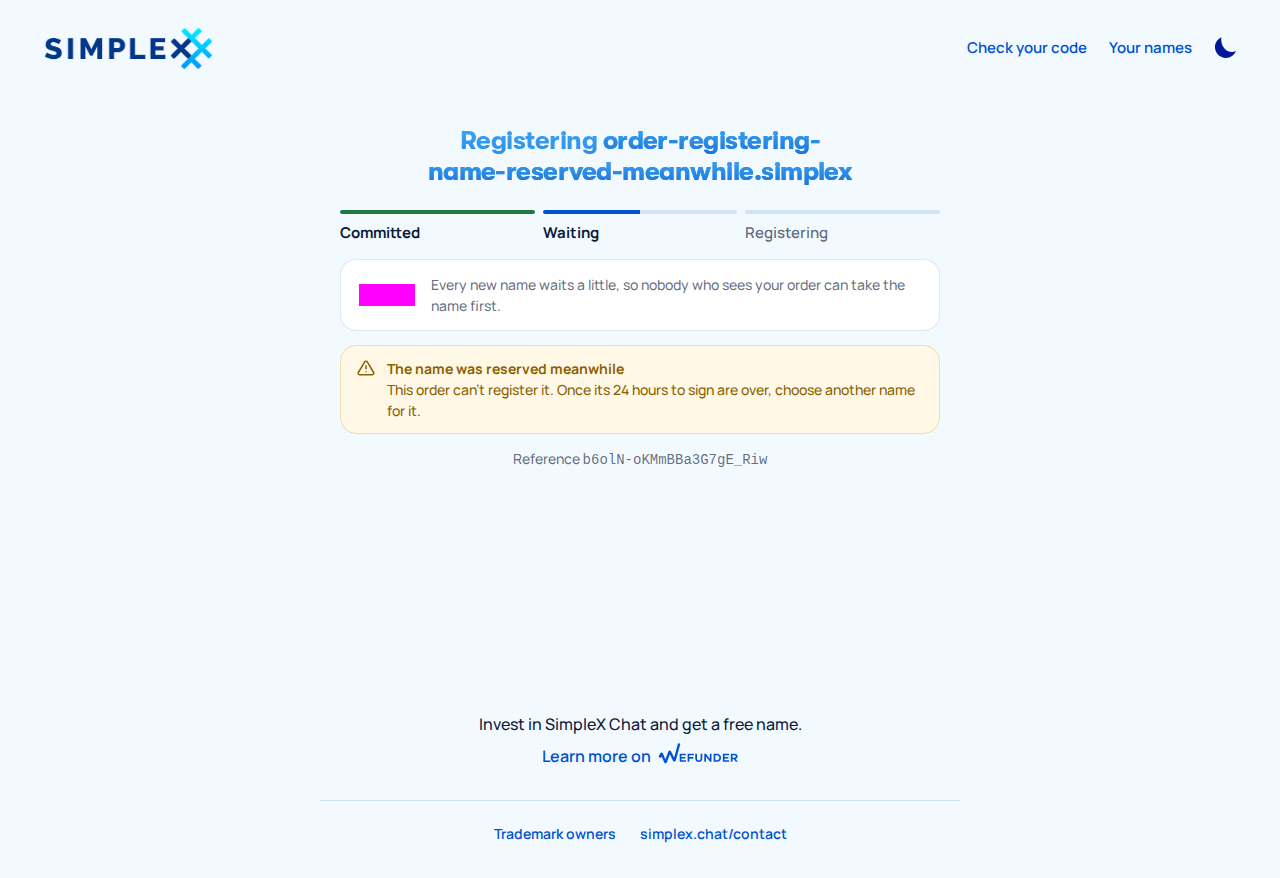 SIMPLEX
Check your code
Your names
Registering order-registering-
name-reserved-meanwhile.simplex
Committed
Waiting
Registering
Every new name waits a little, so nobody who sees your order can take the
name first.
The name was reserved meanwhile
This order can't register it. Once its 24 hours to sign are over, choose another name
for it.
Reference b6olN-oKMmBBa3G7gE_Riw
Invest in SimpleX Chat and get a free name.
Learn more on WEFUNDER
Trademark owners
simplex.chat/contact